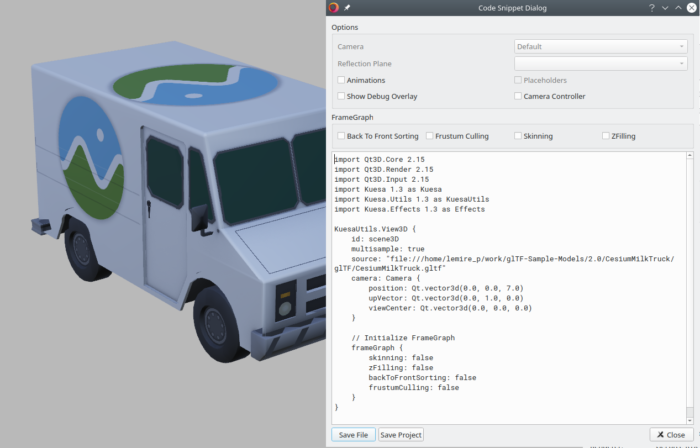 Code Snippet Dialog
Options
Camera
Default
Reflection Plane
Animations
Placeholders
Show Debug Overlay
Camera Controller
FrameGraph
Back To Front Sorting
Frustum Culling
Skinning
ZFilling
import Qt3D.Core 2.15
import Qt3D.Render 2.15
import Qt3D.Input 2.15
import Kuesa 1.3 as Kuesa
import Kuesa.Utils 1.3 as KuesaUtils
import Kuesa.Effects 1.3 as Effects
KuesaUtils.View3D {
id: scene3D
multisample: true
source: "file:///home/lemire_p/work/glTF-Sample-Models/2.0/CesiumMilkTruck/
glTF/CesiumMilkTruck.gltf"
camera: Camera {
position: Qt.vector3d(0.0, 0.0, 7.0)
upVector: Qt.vector3d(0.0, 1.0, 0.0)
viewCenter: Qt.vector3d(0.0, 0.0, 0.0)
}
// Initialize FrameGraph
frameGraph {
skinning: false
zFilling: false
backToFrontSorting: false
frustumCulling: false
}
}
Save File
Save Project
Close